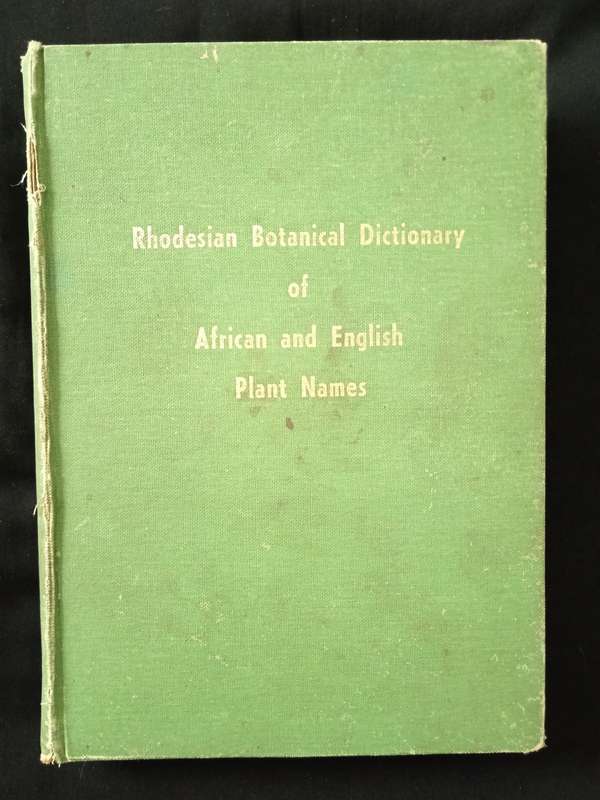 Rhodesian Botanical Dictionary
of
African and English
Plant Names